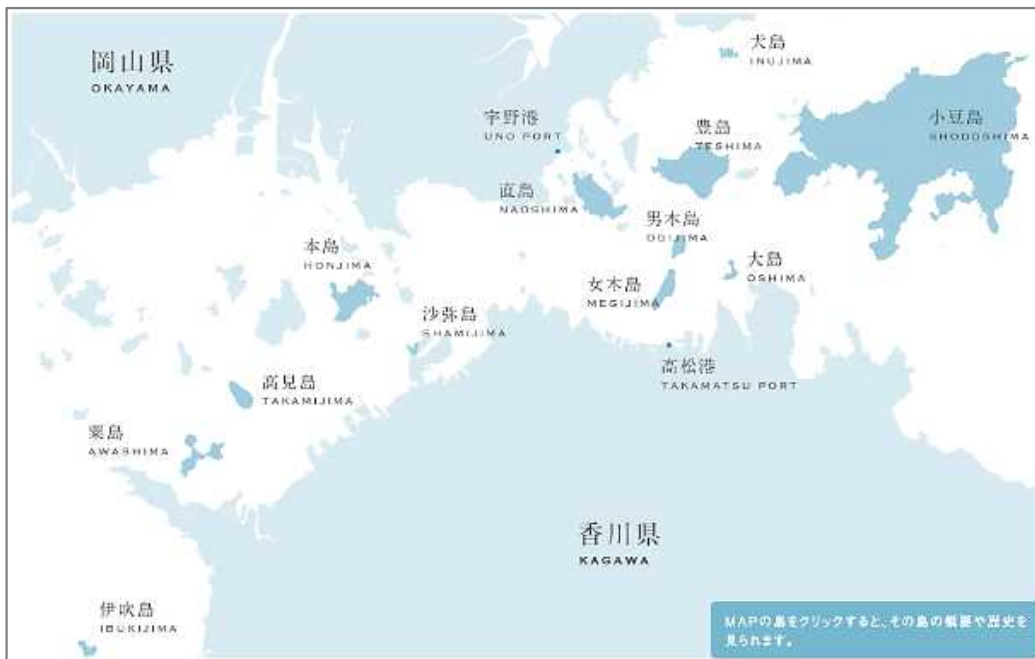 岡山県
OKAYAMA
犬島
INUJIMA
宇野港
UNO PORT
豊島
TESHIMA
小豆島
SHODOSHIMA
直島
NAOSHIMA
男木島
OGIJIMA
本島
HONJIMA
女木島
MEGIJIMA
大島
OSHIMA
沙弥島
SHAMIJIMA
高松港
TAKAMATSU PORT
高見島
TAKAMIJIMA
粟島
AWASHIMA
香川県
KAGAWA
伊吹島
IBUKIJIMA
MAPの島をクリックすると、その島の概要や歴史を
見られます。